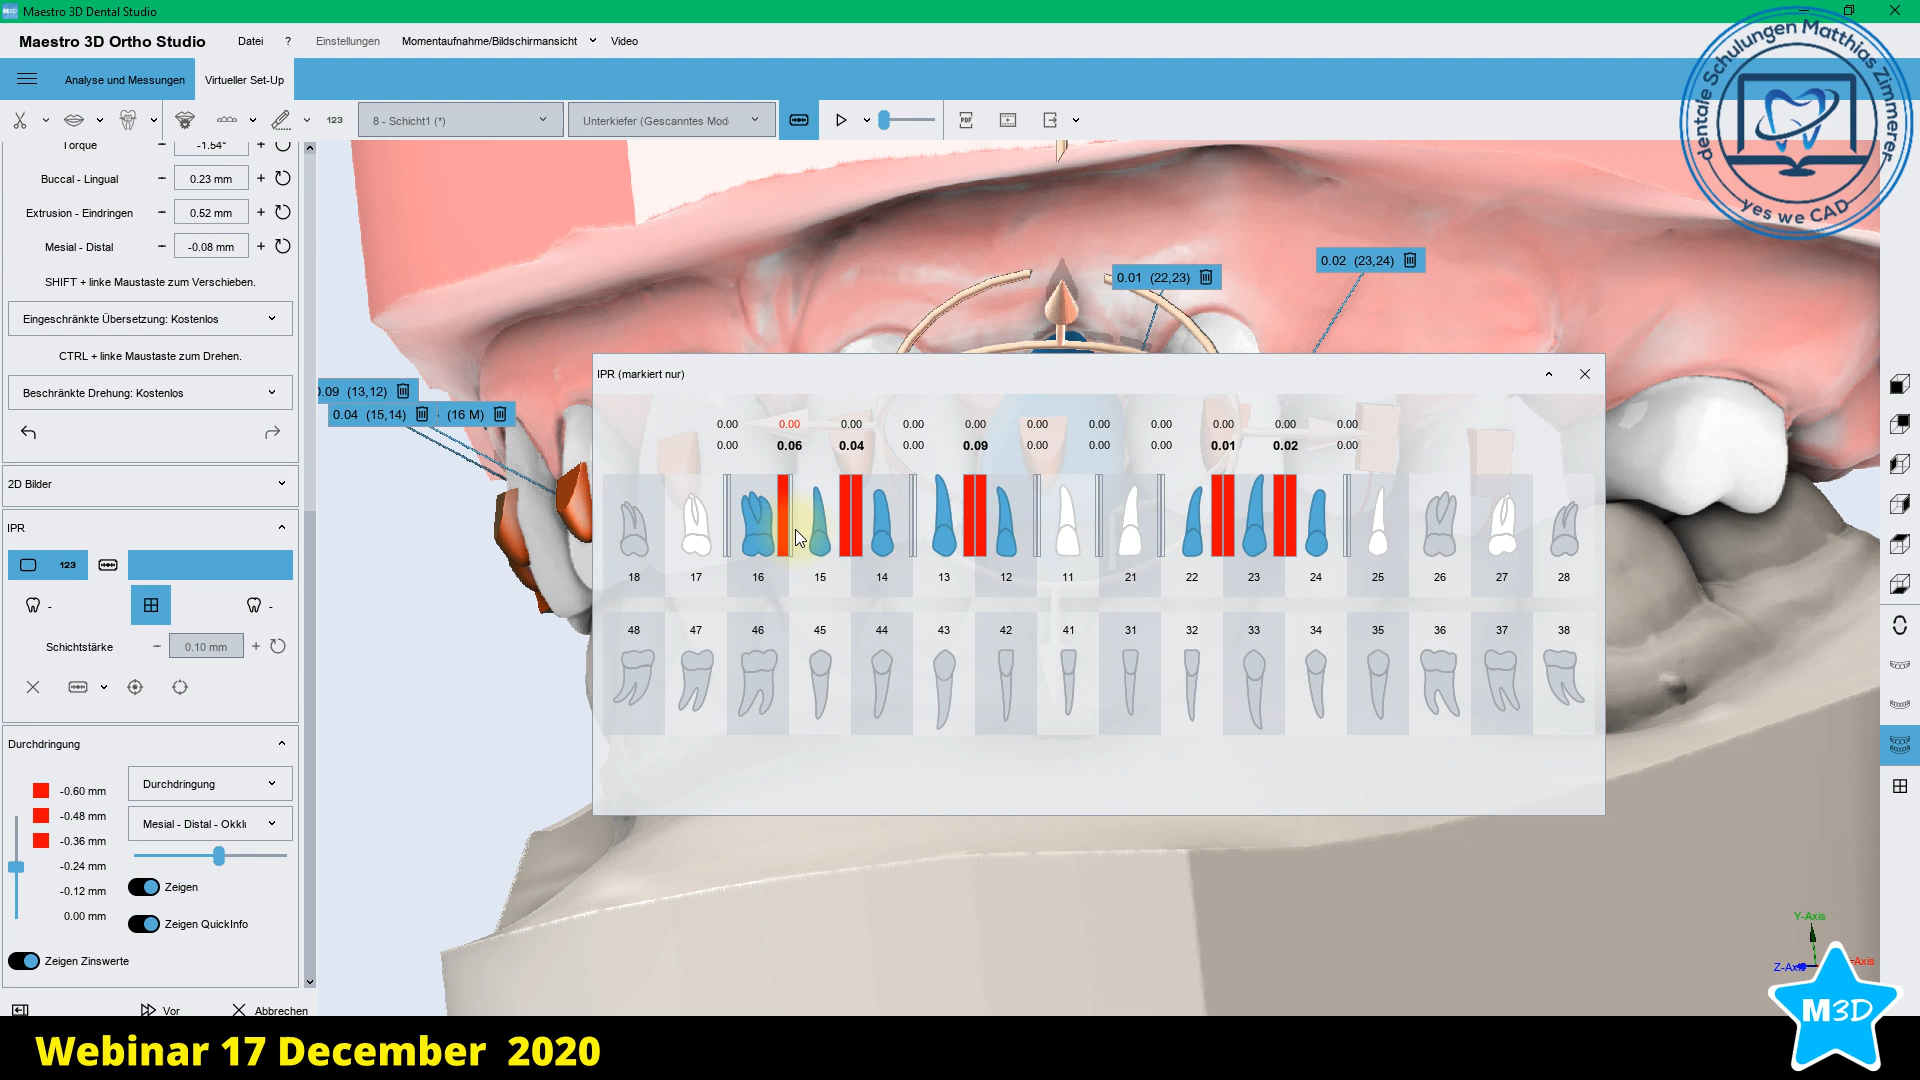 Maestro 3D Dental Studio
Maestro 3D Ortho Studio
Datei ? Einstellungen Momentaufnahme/Bildschirmansicht Video
Analyse und Messungen
Virtueller Set-Up
123
8 - Schicht1 (*)
Unterkiefer (Gescanntes Mod
PDF
dentale Schulungen Matthias Zimmerer
yes we CAD
Torque -1.54°
Buccal - Lingual 0.23 mm
Extrusion - Eindringen 0.52 mm
Mesial - Distal -0.08 mm
SHIFT + linke Maustaste zum Verschieben.
Eingeschränkte Übersetzung: Kostenlos
CTRL + linke Maustaste zum Drehen.
Beschränkte Drehung: Kostenlos
2D Bilder
IPR
123
-
-
Schichtstärke 0.10 mm
Durchdringung
-0.60 mm
-0.48 mm
-0.36 mm
-0.24 mm
-0.12 mm
0.00 mm
Durchdringung
Mesial - Distal - Okkl
Zeigen
Zeigen QuickInfo
Zeigen Zinswerte
Vor
Abbrechen
0.01 (22,23)
0.02 (23,24)
.09 (13,12)
0.04 (15,14)
(16 M)
IPR (markiert nur)
0.00 0.00 0.00 0.00 0.00 0.00 0.00 0.00 0.00 0.00 0.00
0.00 0.06 0.04 0.00 0.09 0.00 0.00 0.00 0.01 0.02 0.00
18 17 16 15 14 13 12 11 21 22 23 24 25 26 27 28
48 47 46 45 44 43 42 41 31 32 33 34 35 36 37 38
Y-Axis
Z-Axis
-Axis
M3D
Webinar 17 December 2020